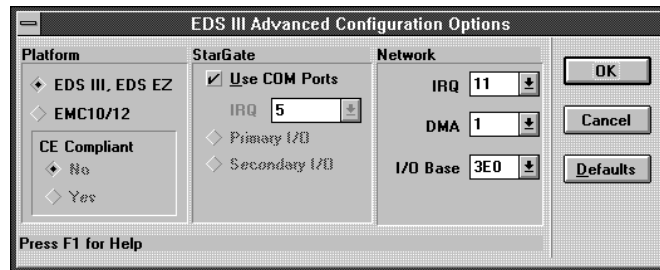 EDS III Advanced Configuration Options
Platform
EDS III, EDS EZ
EMC10/12
CE Compliant
No
Yes
StarGate
Use COM Ports
IRQ 5
Primary I/O
Secondary I/O
Network
IRQ 11
DMA 1
I/O Base 3E0
OK
Cancel
Defaults
Press F1 for Help